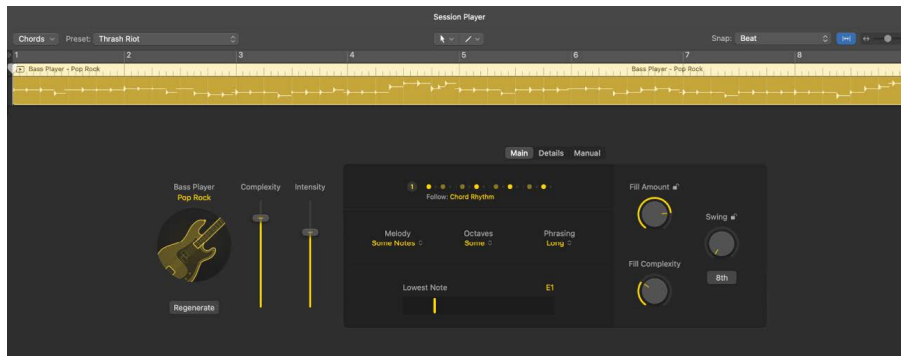 Session Player
Chords Preset: Thrash Riot Snap: Beat
1 2 3 4 5 6 7 8
Bass Player - Pop Rock Bass Player - Pop Rock
Main Details Manual
Bass Player
Pop Rock
Complexity Intensity
Regenerate
1
Follow: Chord Rhythm
Melody Octaves Phrasing
Some Notes Some Long
Lowest Note E1
Fill Amount
Swing
Fill Complexity
8th